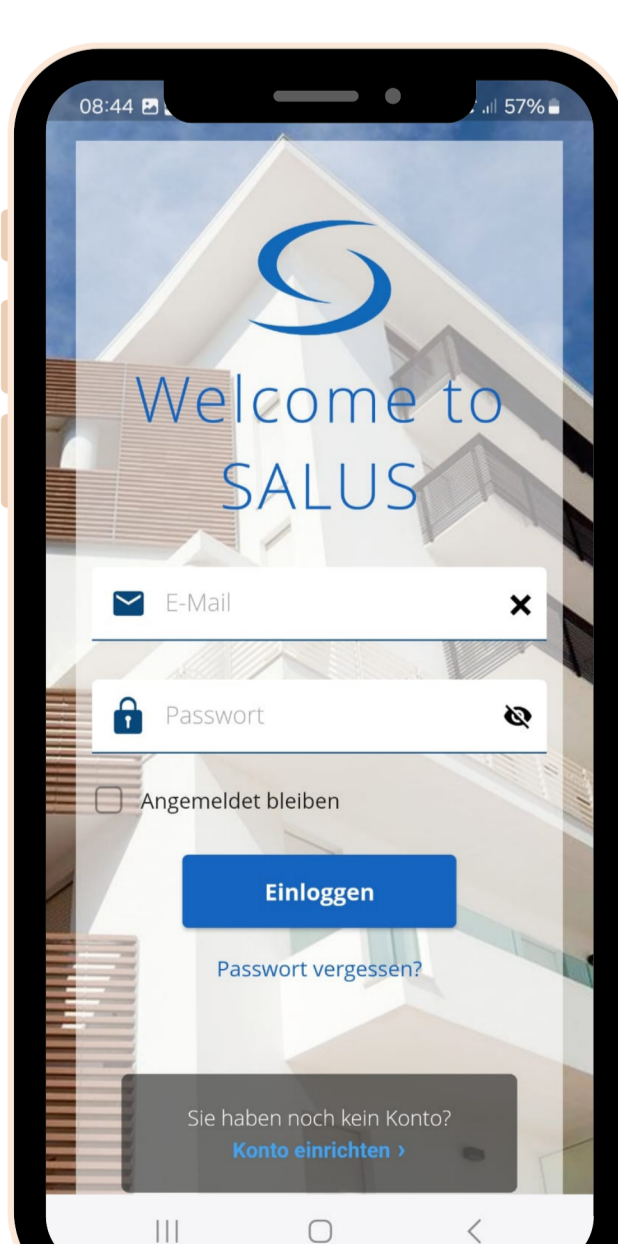 08:44
57%
Welcome to
SALUS
E-Mail
Passwort
Angemeldet bleiben
Einloggen
Passwort vergessen?
Sie haben noch kein Konto?
Konto einrichten ›